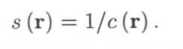 s (r) = 1/c (r) .